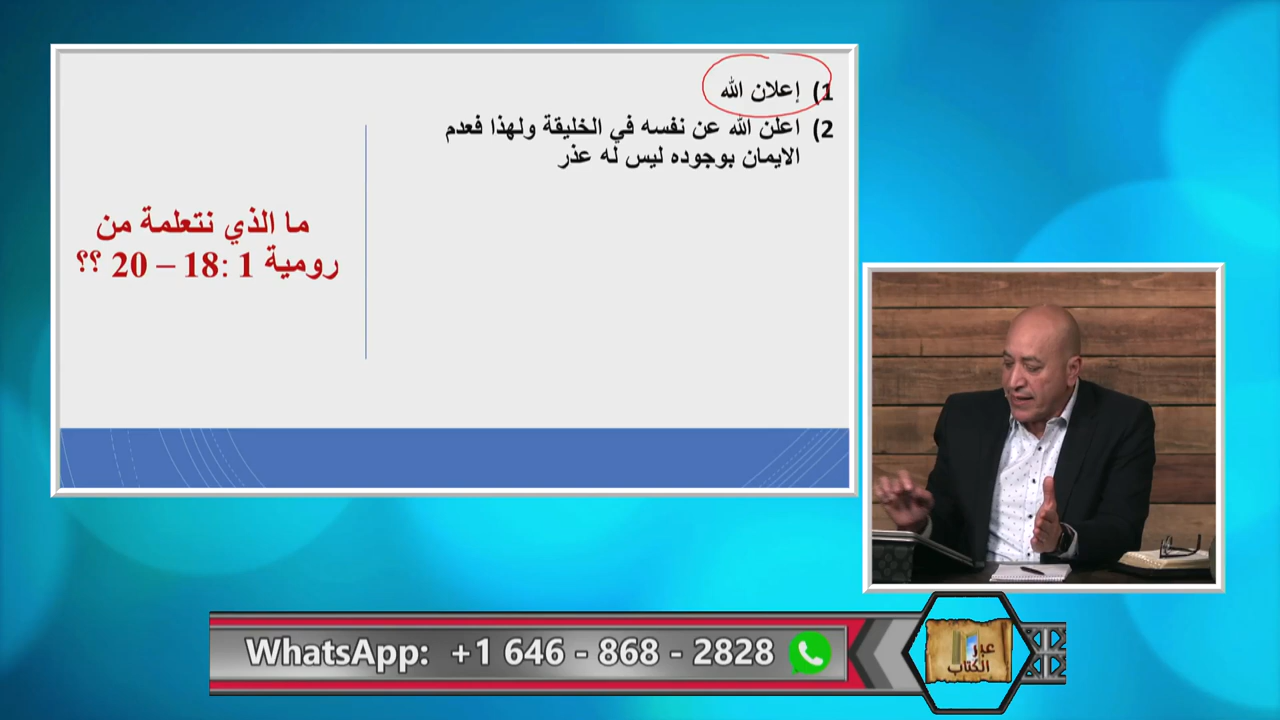 1) إعلان الله
2) اعلن الله عن نفسه في الخليقة ولهذا فعدم
الايمان بوجوده ليس له عذر
ما الذي نتعلمة من
رومية 1 :18 – 20 ؟؟
WhatsApp: +1 646 - 868 - 2828
عبر
الكتاب